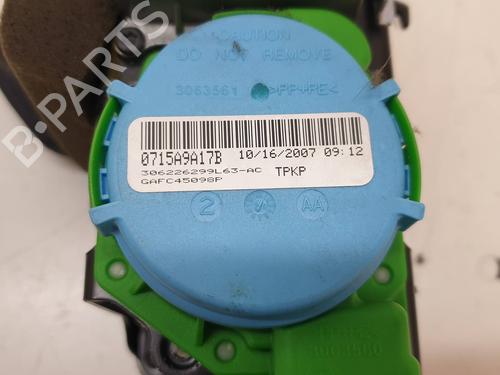 CAUTION
DO NOT REMOVE
3063561 >PP+PE<
0715A9A17B 10/16/2007 09:12
306226299L63-AC TPKP
GAFC45098P
2 AA
3063560
B-PARTS